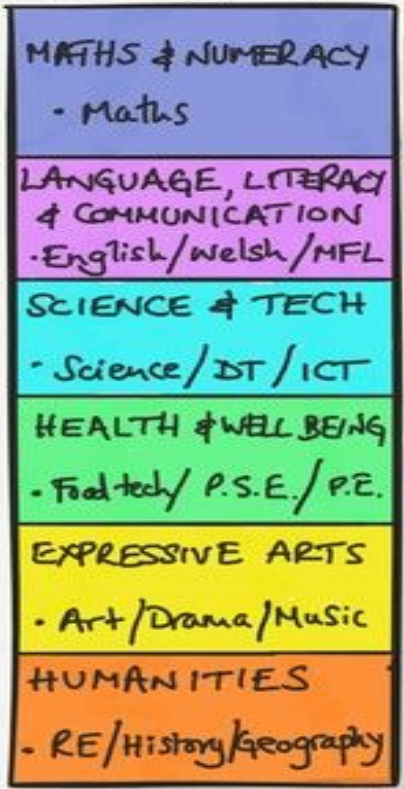 MATHS & NUMERACY
• Maths
LANGUAGE, LITERACY
& COMMUNICATION
• English/Welsh/MFL
SCIENCE & TECH
• Science/DT/ICT
HEALTH & WELL BEING
• Food tech/P.S.E./P.E.
EXPRESSIVE ARTS
• Art/Drama/Music
HUMANITIES
• RE/History/Geography